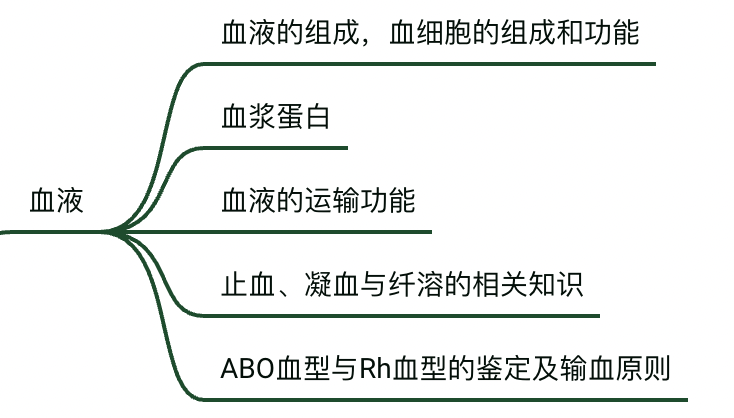 血液的组成，血细胞的组成和功能
血浆蛋白
血液
血液的运输功能
止血、凝血与纤溶的相关知识
ABO血型与Rh血型的鉴定及输血原则